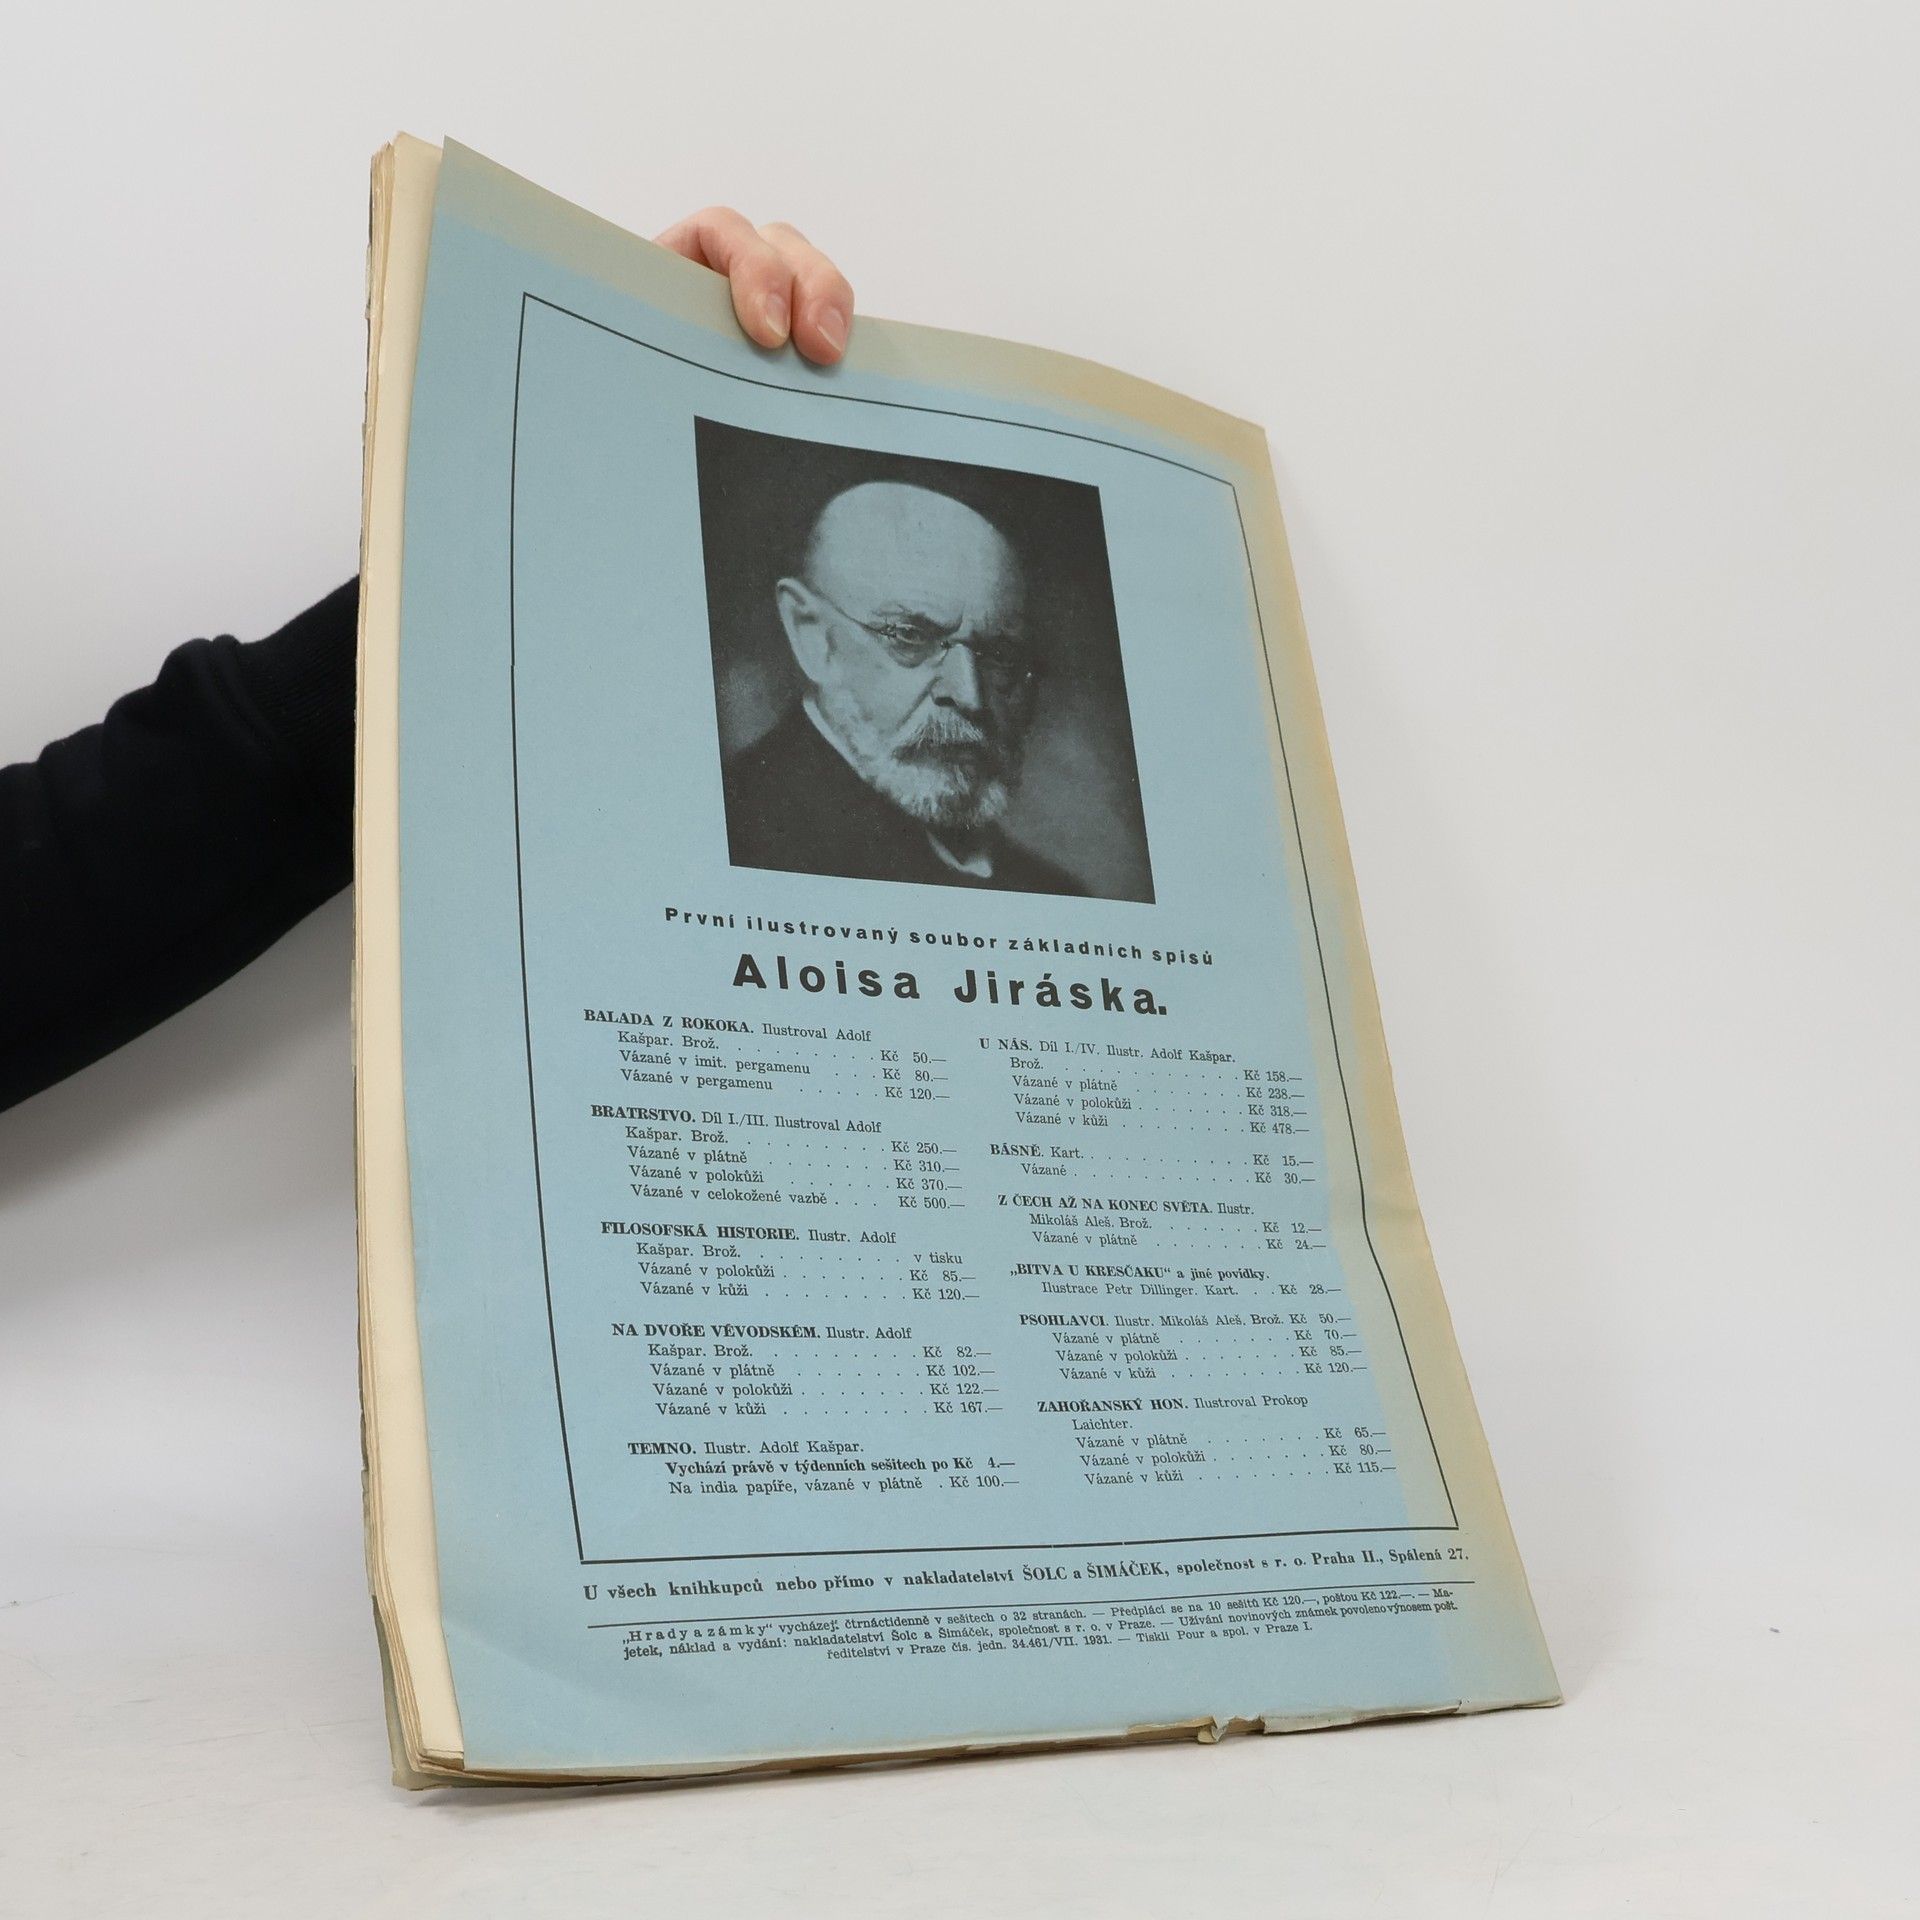 První ilustrovaný soubor základních spisů
Aloisa Jiráska.
BALADA Z ROKOKA. Ilustroval Adolf
Kašpar. Brož. . . . . . . . . Kč 50.—
Vázané v imit. pergamenu . . . Kč 80.—
Vázané v pergamenu . . . . . Kč 120.—
BRATRSTVO. Díl I./III. Ilustroval Adolf
Kašpar. Brož. . . . . . . . . Kč 250.—
Vázané v plátně . . . . . . . Kč 310.—
Vázané v polokůži . . . . . . Kč 370.—
Vázané v celokožené vazbě . . . Kč 500.—
FILOSOFSKÁ HISTORIE. Ilustr. Adolf
Kašpar. Brož. . . . . . . . . v tisku
Vázané v polokůži . . . . . . . Kč 85.—
Vázané v kůži . . . . . . . . Kč 120.—
NA DVOŘE VÉVODSKÉM. Ilustr. Adolf
Kašpar. Brož. . . . . . . . . Kč 82.—
Vázané v plátně . . . . . . . Kč 102.—
Vázané v polokůži . . . . . . . Kč 122.—
Vázané v kůži . . . . . . . . Kč 167.—
TEMNO. Ilustr. Adolf Kašpar.
Vychází právě v týdenních sešitech po Kč 4.—
Na india papíře, vázané v plátně . Kč 100.—
U NÁS. Díl I./IV. Ilustr. Adolf Kašpar.
Brož. . . . . . . . . . . . Kč 158.—
Vázané v plátně . . . . . . Kč 238.—
Vázané v polokůži . . . . . . Kč 318.—
Vázané v kůži . . . . . . . . Kč 478.—
BÁSNĚ. Kart. . . . . . . . . . . Kč 15.—
Vázané . . . . . . . . . . . Kč 30.—
Z ČECH AŽ NA KONEC SVĚTA. Ilustr.
Mikoláš Aleš. Brož. . . . . . . Kč 12.—
Vázané v plátně . . . . . . . Kč 24.—
„BITVA U KRESČAKU“ a jiné povídky.
Ilustrace Petr Dillinger. Kart. . . Kč 28.—
PSOHLAVCI. Ilustr. Mikoláš Aleš. Brož. Kč 50.—
Vázané v plátně . . . . . . . Kč 70.—
Vázané v polokůži . . . . . . . Kč 85.—
Vázané v kůži . . . . . . . . Kč 120.—
ZAHOŘANSKÝ HON. Ilustroval Prokop
Laichter.
Vázané v plátně . . . . . . . Kč 65.—
Vázané v polokůži . . . . . . . Kč 80.—
Vázané v kůži . . . . . . . . Kč 115.—
U všech knihkupců nebo přímo v nakladatelství ŠOLC a ŠIMÁČEK, společnost s r. o. Praha II., Spálená 27.
„Hrady a zámky“ vycházejí čtrnáctidenně v sešitech o 32 stranách. — Předplácí se na 10 sešitů Kč 120.—, poštou Kč 122.—. — Ma-
jetek, náklad a vydání: nakladatelství Šolc a Šimáček, společnost s r. o. v Praze. — Užívání novinových známek povoleno výnosem pošt.
ředitelství v Praze čís. jedn. 34.461/VII. 1931. — Tiskli Pour a spol. v Praze I.